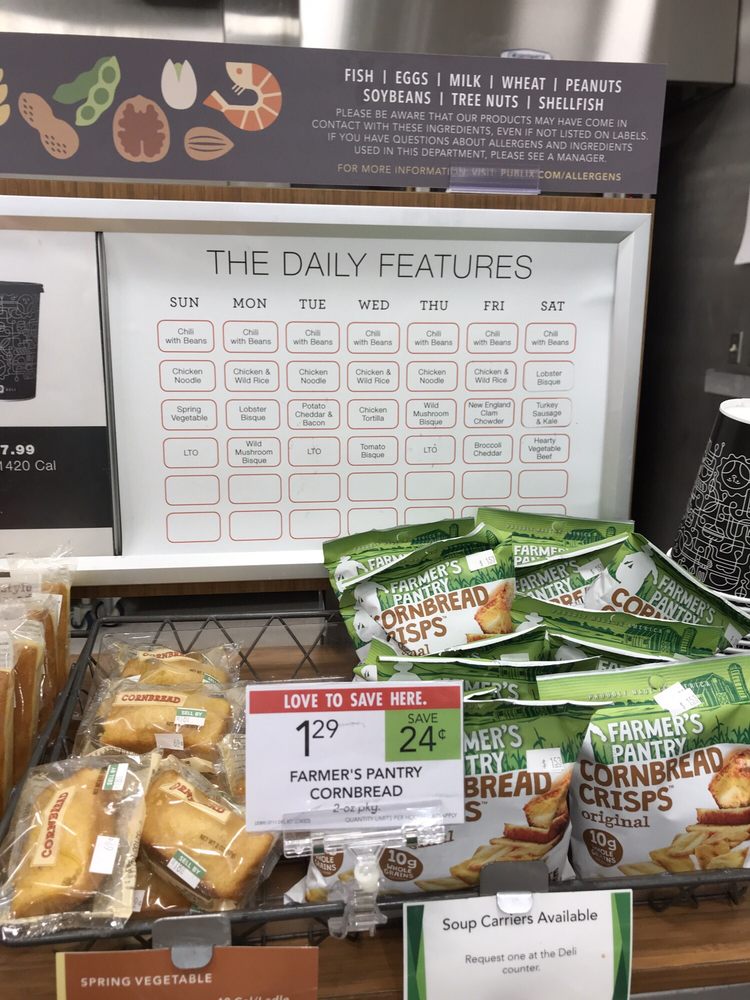 FISH | EGGS | MILK | WHEAT | PEANUTS
SOYBEANS | TREE NUTS | SHELLFISH
PLEASE BE AWARE THAT OUR PRODUCTS MAY HAVE COME IN
CONTACT WITH THESE INGREDIENTS, EVEN IF NOT LISTED ON LABELS.
IF YOU HAVE QUESTIONS ABOUT ALLERGENS AND INGREDIENTS
USED IN THIS DEPARTMENT, PLEASE SEE A MANAGER.
FOR MORE INFORMATION, VISIT PUBLIX.COM/ALLERGENS
THE DAILY FEATURES
SUN MON TUE WED THU FRI SAT
Chili with Beans
Chili with Beans
Chili with Beans
Chili with Beans
Chili with Beans
Chili with Beans
Chili with Beans
Chicken Noodle
Chicken & Wild Rice
Chicken Noodle
Chicken & Wild Rice
Chicken Noodle
Chicken & Wild Rice
Lobster Bisque
Spring Vegetable
Lobster Bisque
Potato Cheddar & Bacon
Chicken Tortilla
Wild Mushroom Bisque
New England Clam Chowder
Turkey Sausage & Kale
LTO
Wild Mushroom Bisque
LTO
Tomato Bisque
LTO
Broccoli Cheddar
Hearty Vegetable Beef
7.99
1420 Cal
FARMER'S
PANTRY
CORNBREAD
CRISPS
original
10g
WHOLE
GRAINS
CORNBREAD
SELL BY
CORNBREAD
SELL BY
CORNBREAD
SELL BY
LOVE TO SAVE HERE.
1 29
SAVE
24¢
FARMER'S PANTRY
CORNBREAD
2-oz pkg.
Soup Carriers Available
Request one at the Deli
counter.
SPRING VEGETABLE